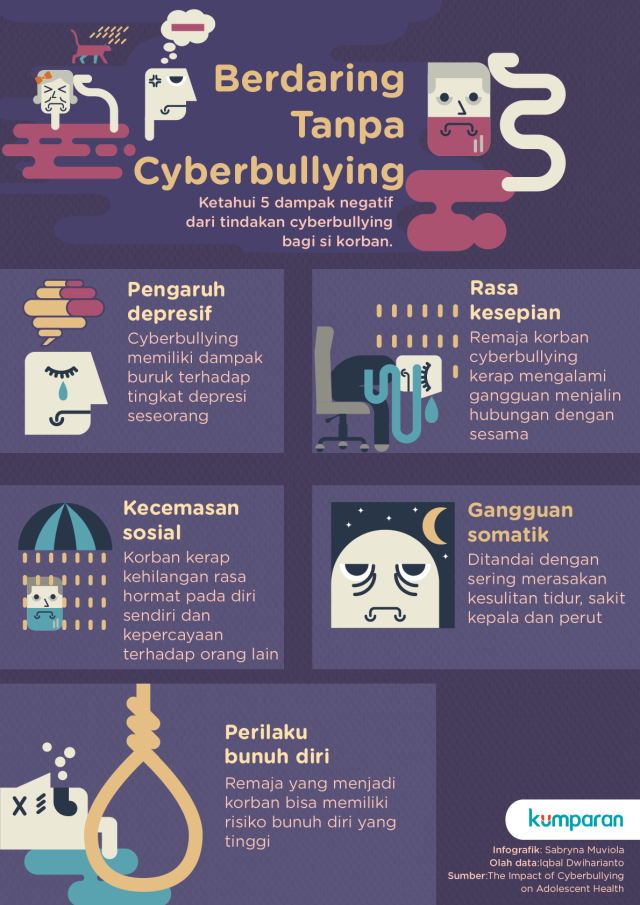 Berdaring
Tanpa
Cyberbullying
Ketahui 5 dampak negatif
dari tindakan cyberbullying
bagi si korban.
Pengaruh
depresif
Cyberbullying
memiliki dampak
buruk terhadap
tingkat depresi
seseorang
Rasa
kesepian
Remaja korban
cyberbullying
kerap mengalami
gangguan menjalin
hubungan dengan
sesama
Kecemasan
sosial
Korban kerap
kehilangan rasa
hormat pada diri
sendiri dan
kepercayaan
terhadap orang lain
Gangguan
somatik
Ditandai dengan
sering merasakan
kesulitan tidur, sakit
kepala dan perut
Perilaku
bunuh diri
Remaja yang menjadi
korban bisa memiliki
risiko bunuh diri yang
tinggi
kumparan
Infografik: Sabryna Muviola
Olah data:Iqbal Dwiharianto
Sumber:The Impact of Cyberbullying
on Adolescent Health